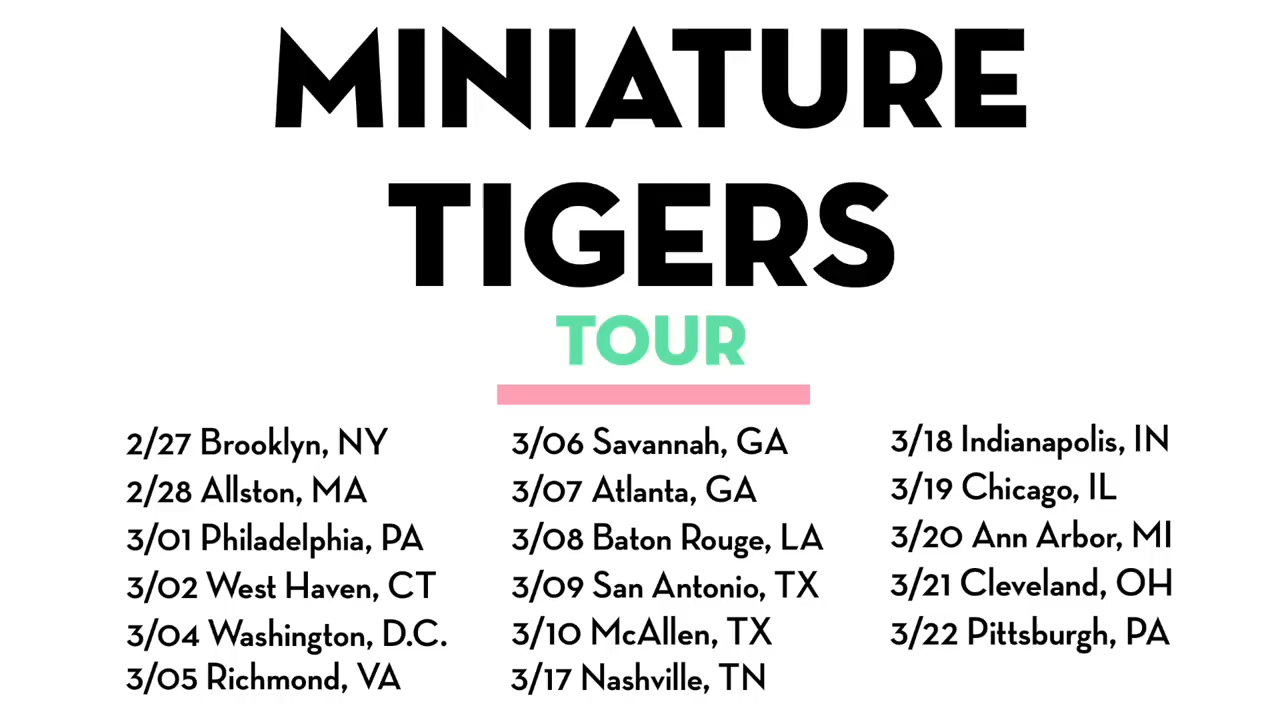 MINIATURE
TIGERS
TOUR
2/27 Brooklyn, NY
2/28 Allston, MA
3/01 Philadelphia, PA
3/02 West Haven, CT
3/04 Washington, D.C.
3/05 Richmond, VA
3/06 Savannah, GA
3/07 Atlanta, GA
3/08 Baton Rouge, LA
3/09 San Antonio, TX
3/10 McAllen, TX
3/17 Nashville, TN
3/18 Indianapolis, IN
3/19 Chicago, IL
3/20 Ann Arbor, MI
3/21 Cleveland, OH
3/22 Pittsburgh, PA